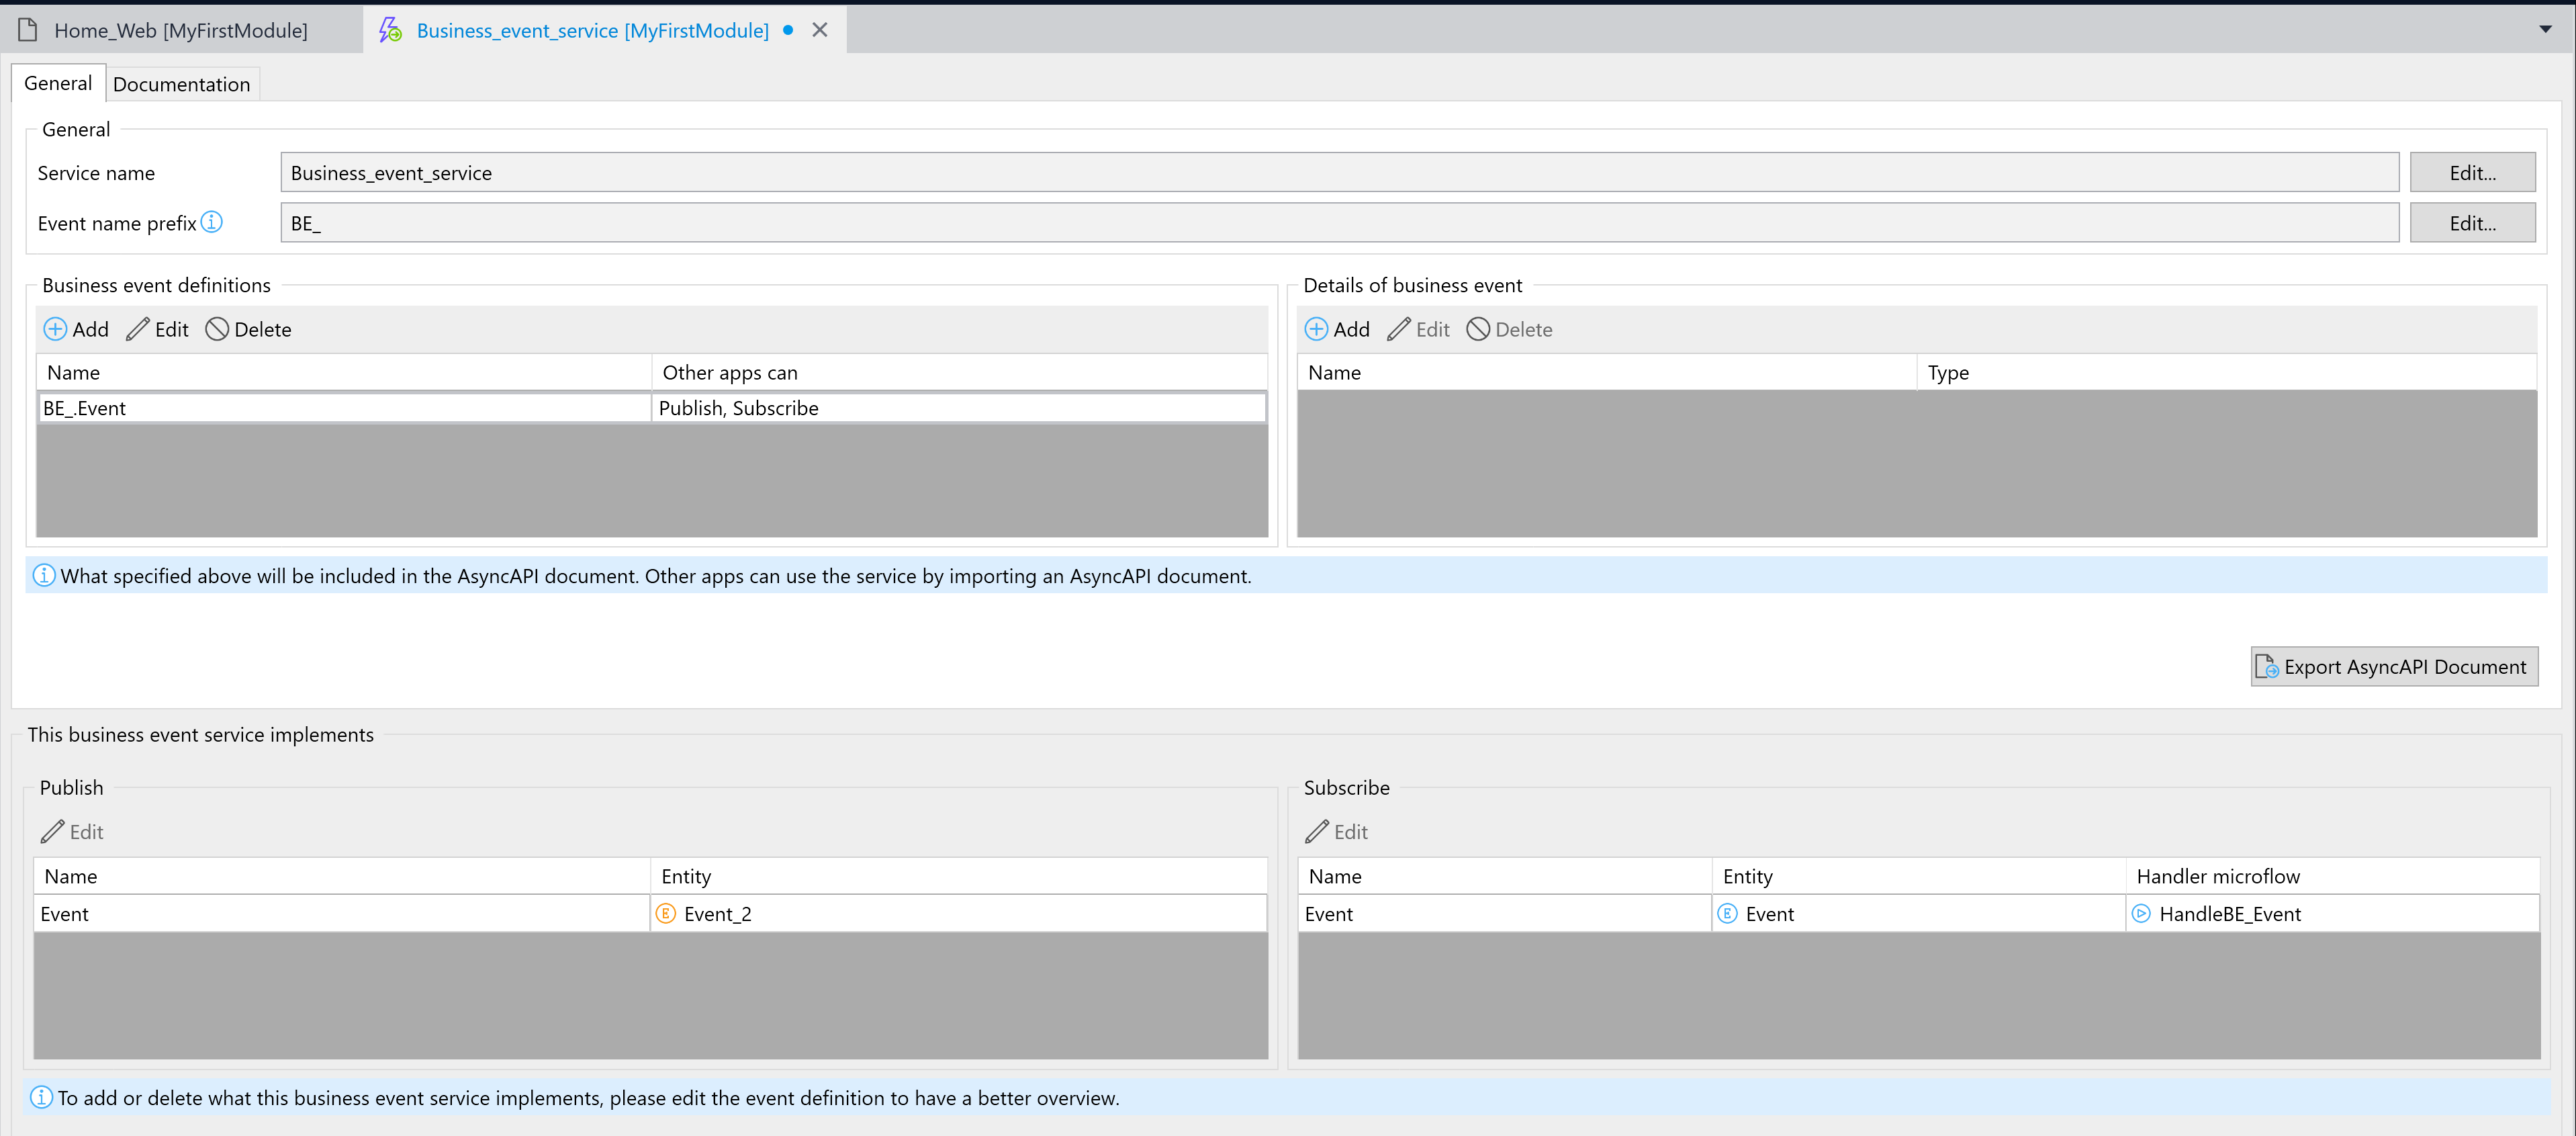 Home_Web [MyFirstModule]
Business_event_service [MyFirstModule]
General
Documentation
General
Service name
Business_event_service
Edit...
Event name prefix
BE_
Edit...
Business event definitions
Add Edit Delete
Name Other apps can
BE_.Event Publish, Subscribe
Details of business event
Add Edit Delete
Name Type
What specified above will be included in the AsyncAPI document. Other apps can use the service by importing an AsyncAPI document.
Export AsyncAPI Document
This business event service implements
Publish
Edit
Name Entity
Event Event_2
Subscribe
Edit
Name Entity Handler microflow
Event Event HandleBE_Event
To add or delete what this business event service implements, please edit the event definition to have a better overview.